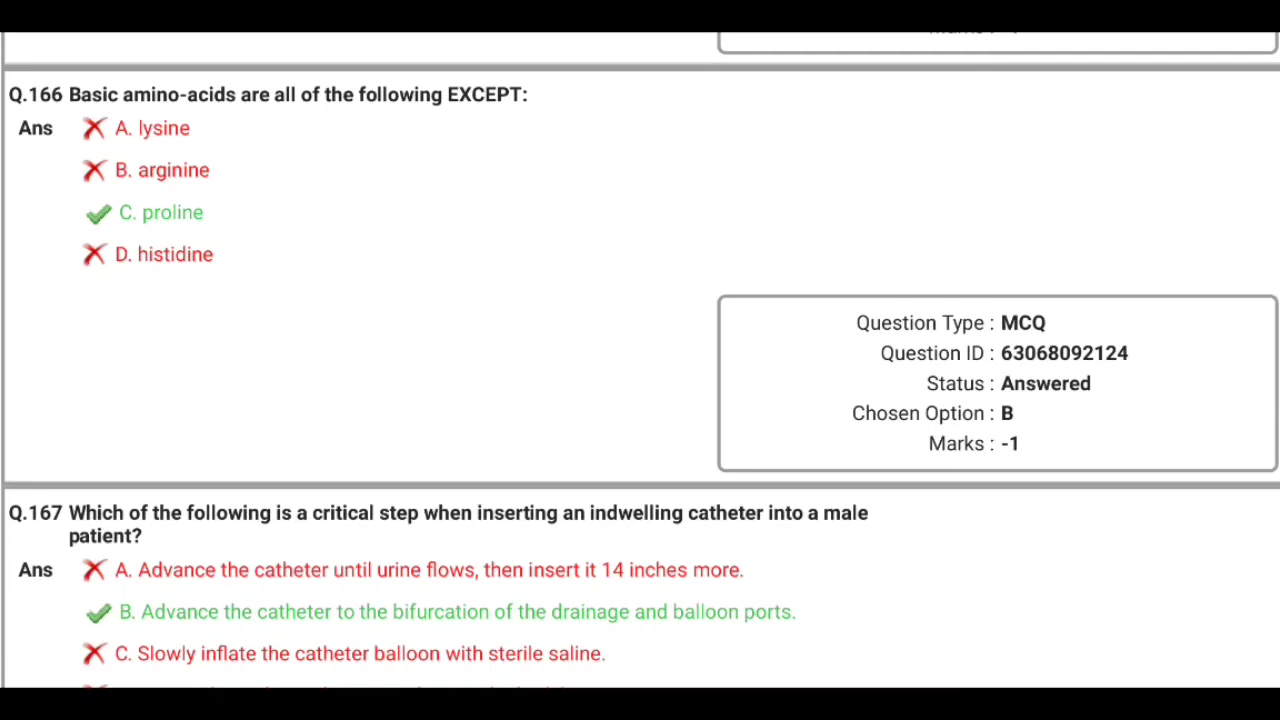 Q.166 Basic amino-acids are all of the following EXCEPT:
Ans A. lysine
B. arginine
C. proline
D. histidine
Question Type : MCQ
Question ID : 63068092124
Status : Answered
Chosen Option : B
Marks : -1
Q.167 Which of the following is a critical step when inserting an indwelling catheter into a male
patient?
Ans A. Advance the catheter until urine flows, then insert it 14 inches more.
B. Advance the catheter to the bifurcation of the drainage and balloon ports.
C. Slowly inflate the catheter balloon with sterile saline.